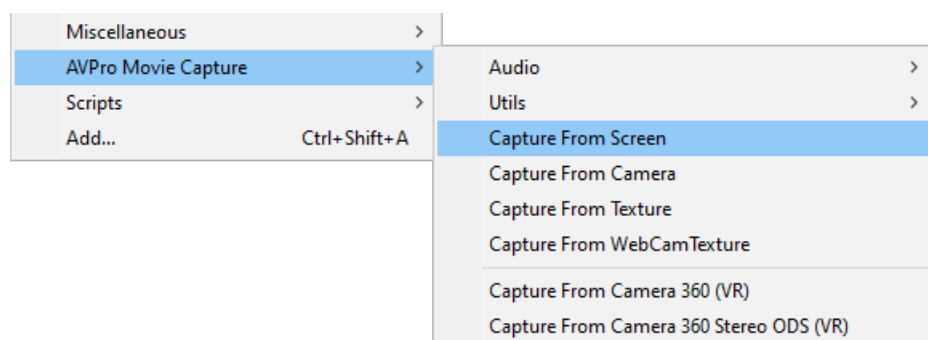 Miscellaneous >
AVPro Movie Capture >
Scripts >
Add... Ctrl+Shift+A
Audio >
Utils >
Capture From Screen
Capture From Camera
Capture From Texture
Capture From WebCamTexture
Capture From Camera 360 (VR)
Capture From Camera 360 Stereo ODS (VR)